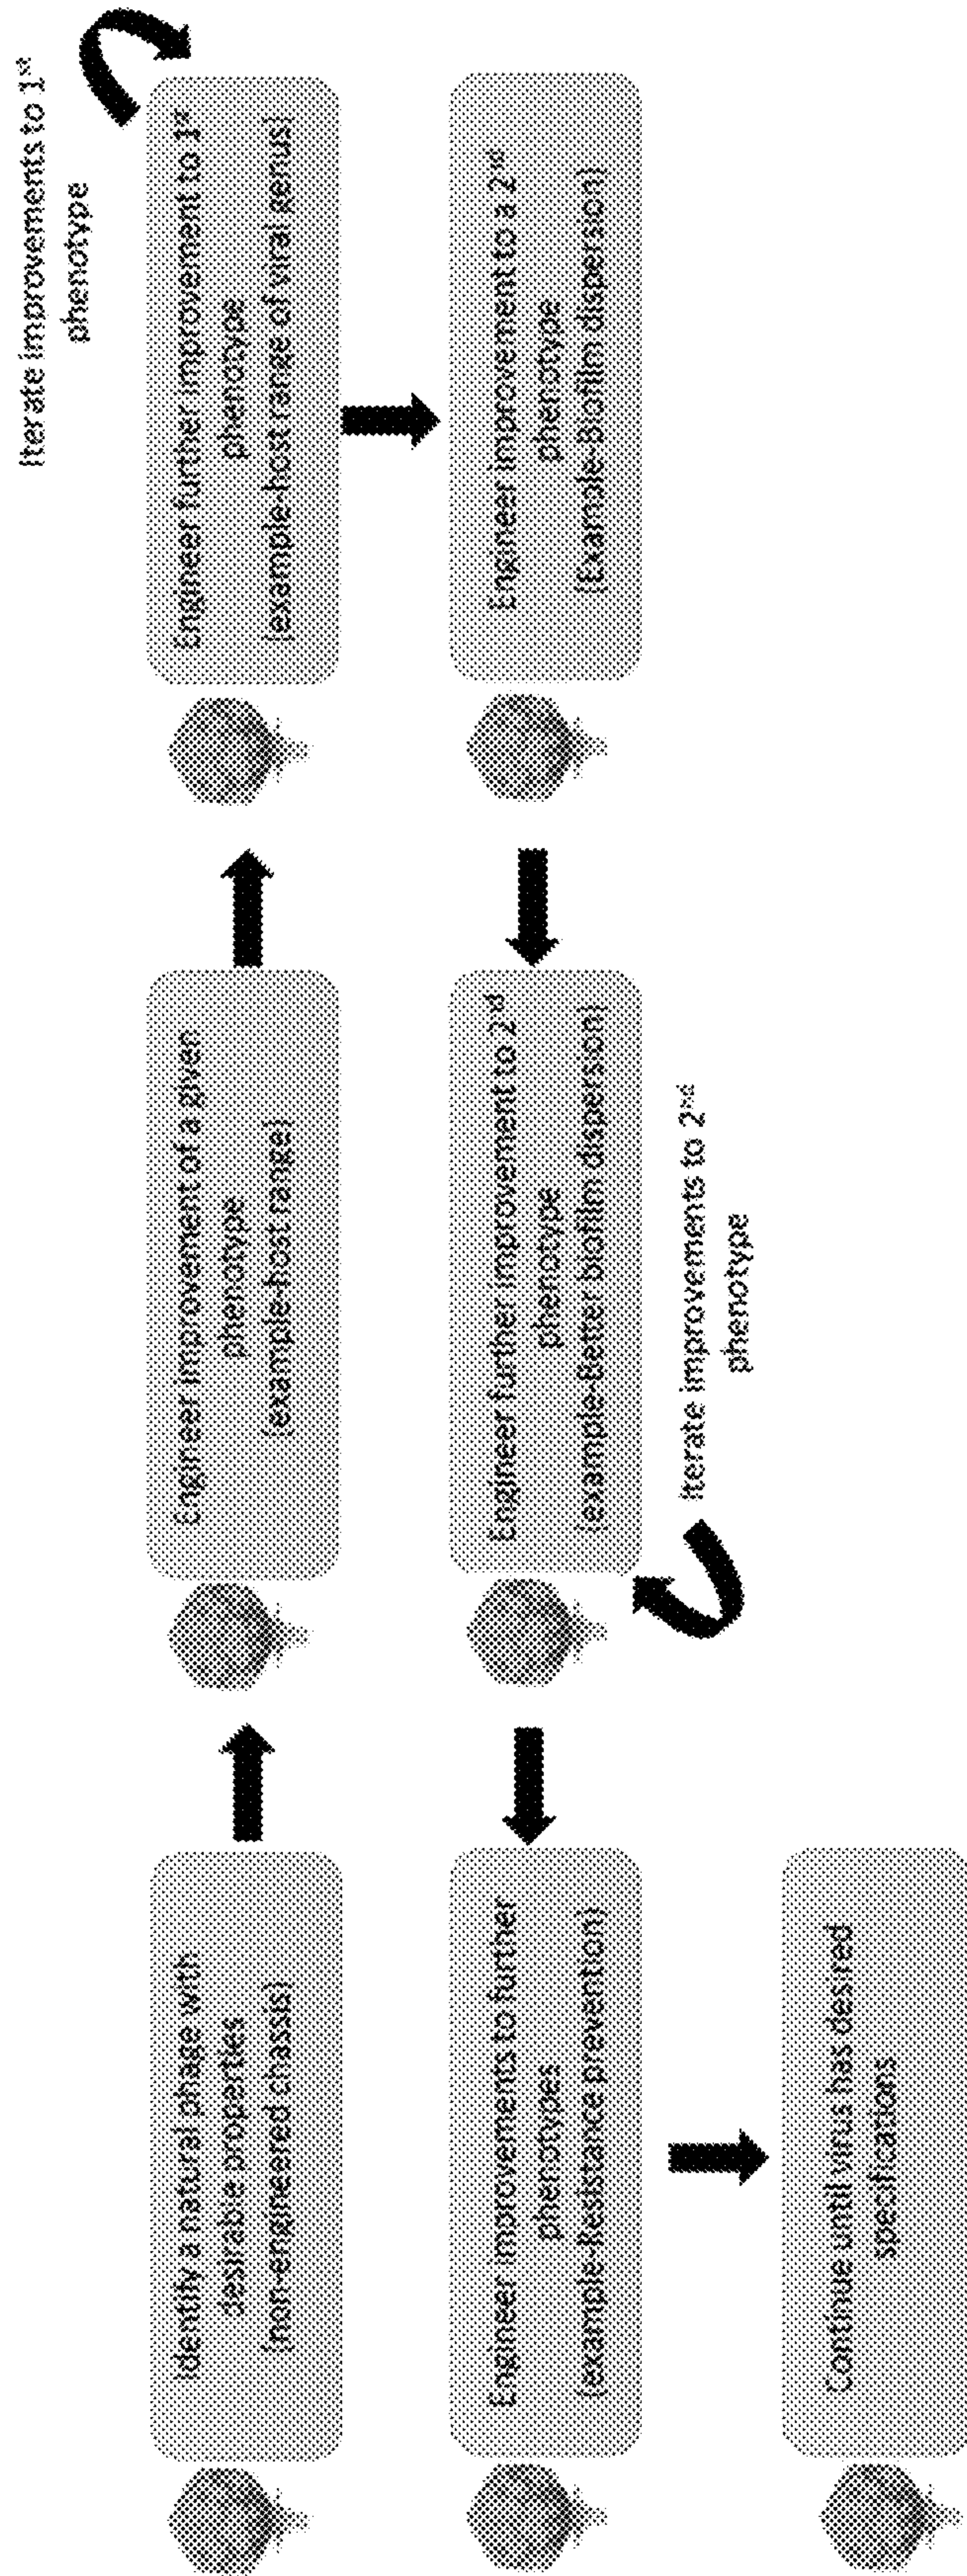 Identify a natural phage with
desirable properties
(non-engineered chassis)
Engineer improvement of a given
phenotype
(example-host range)
Iterate improvements to 1st
phenotype
Engineer further improvement to 1st
phenotype
(example-host range of viral genus)
Engineer improvement to a 2nd
phenotype
(Example-Biofilm dispersion)
Engineer further improvement to 2nd
phenotype
(example-Better biofilm dispersion)
Iterate improvements to 2nd
phenotype
Engineer improvements to further
phenotypes
(example-Resistance prevention)
Continue until virus has desired
specifications